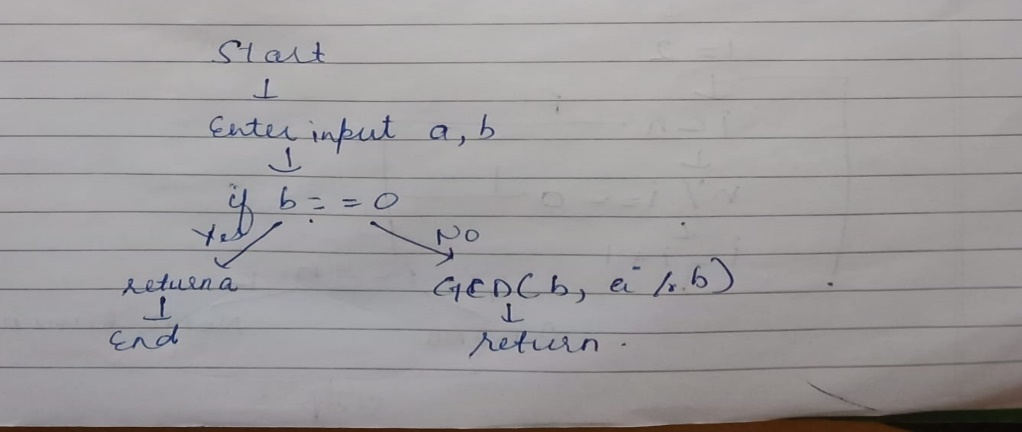 Start
Enter input a, b
if b = = 0
Yes No
return a GCD(b, a % b)
End return.